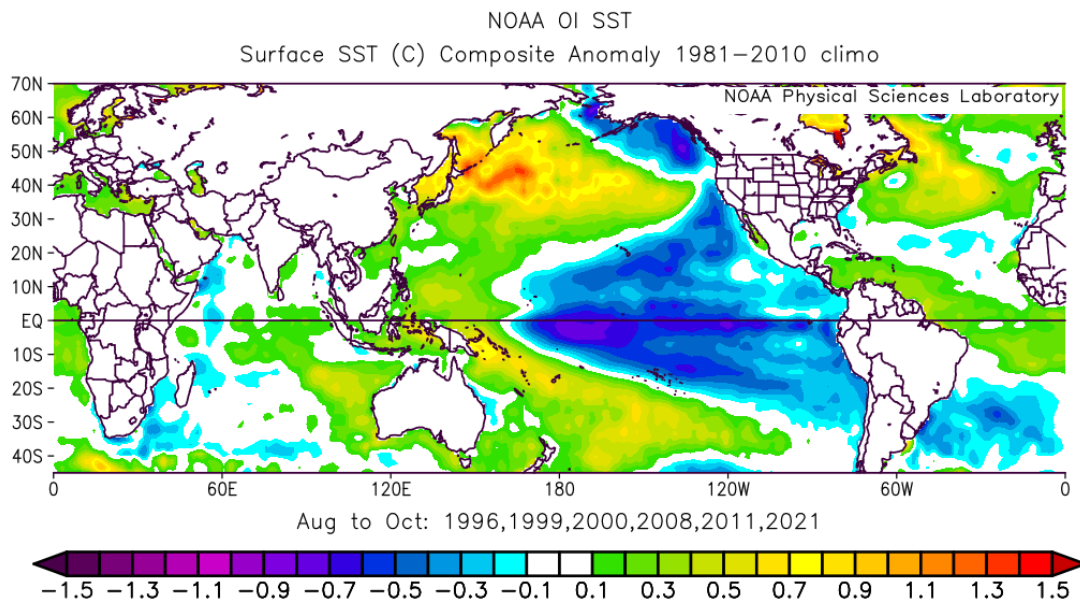 NOAA OI SST
Surface SST (C) Composite Anomaly 1981-2010 climo
NOAA Physical Sciences Laboratory
70N
60N
50N
40N
30N
20N
10N
EQ
10S
20S
30S
40S
0 60E 120E 180 120W 60W 0
Aug to Oct: 1996,1999,2000,2008,2011,2021
-1.5 -1.3 -1.1 -0.9 -0.7 -0.5 -0.3 -0.1 0.1 0.3 0.5 0.7 0.9 1.1 1.3 1.5